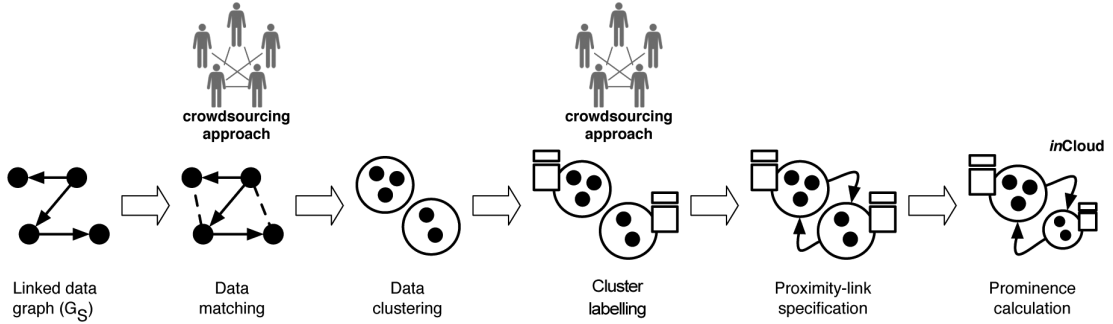 crowdsourcing
approach
crowdsourcing
approach
inCloud
Linked data
graph (GS)
Data
matching
Data
clustering
Cluster
labelling
Proximity-link
specification
Prominence
calculation